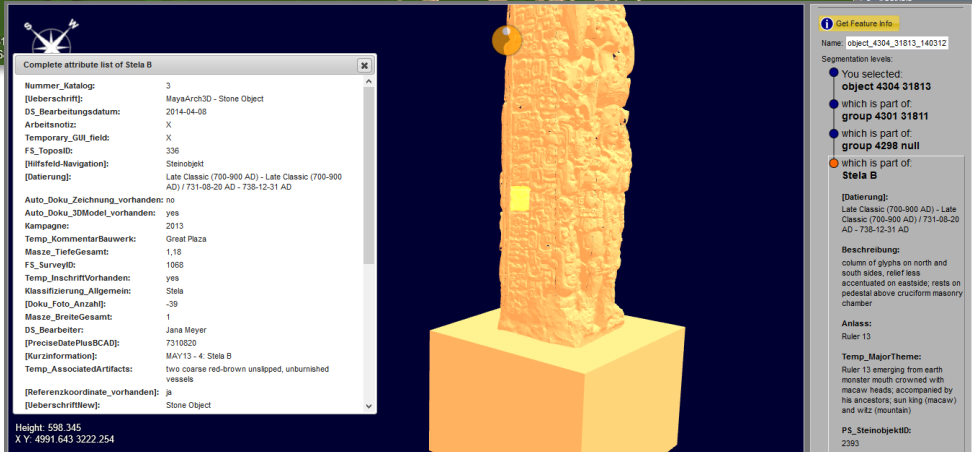 S W
Complete attribute list of Stela B
Nummer_Katalog: 3
[Ueberschrift]: MayaArch3D - Stone Object
DS_Bearbeitungsdatum: 2014-04-08
Arbeitsnotiz: X
Temporary_GUI_field: X
FS_ToposID: 336
[Hilfsfeld-Navigation]: Steinobjekt
[Datierung]: Late Classic (700-900 AD) - Late Classic (700-900
AD) / 731-08-20 AD - 738-12-31 AD
Auto_Doku_Zeichnung_vorhanden: no
Auto_Doku_3DModel_vorhanden: yes
Kampagne: 2013
Temp_KommentarBauwerk: Great Plaza
Masze_TiefeGesamt: 1,18
FS_SurveyID: 1068
Temp_InschriftVorhanden: yes
Klassifizierung_Allgemein: Stela
[Doku_Foto_Anzahl]: -39
Masze_BreiteGesamt: 1
DS_Bearbeiter: Jana Meyer
[PreciseDatePlusBCAD]: 7310820
[Kurzinformation]: MAY13 - 4: Stela B
Temp_AssociatedArtifacts: two coarse red-brown unslipped, unburnished
vessels
[Referenzkoordinate_vorhanden]: ja
[UeberschriftNew]: Stone Object
Height: 598.345
X Y: 4991.643 3222.254
Get Feature Info
Name: object_4304_31813_140312
Segmentation levels:
You selected:
object 4304 31813
which is part of:
group 4301 31811
which is part of:
group 4298 null
which is part of:
Stela B
[Datierung]:
Late Classic (700-900 AD) - Late
Classic (700-900 AD) / 731-08-20
AD - 738-12-31 AD
Beschreibung:
column of glyphs on north and
south sides, relief less
accentuated on eastside; rests on
pedestal above cruciform masonry
chamber
Anlass:
Ruler 13
Temp_MajorTheme:
Ruler 13 emerging from earth
monster mouth crowned with
macaw heads; accompanied by
his ancestors; sun king (macaw)
and witz (mountain)
PS_SteinobjektID:
2393